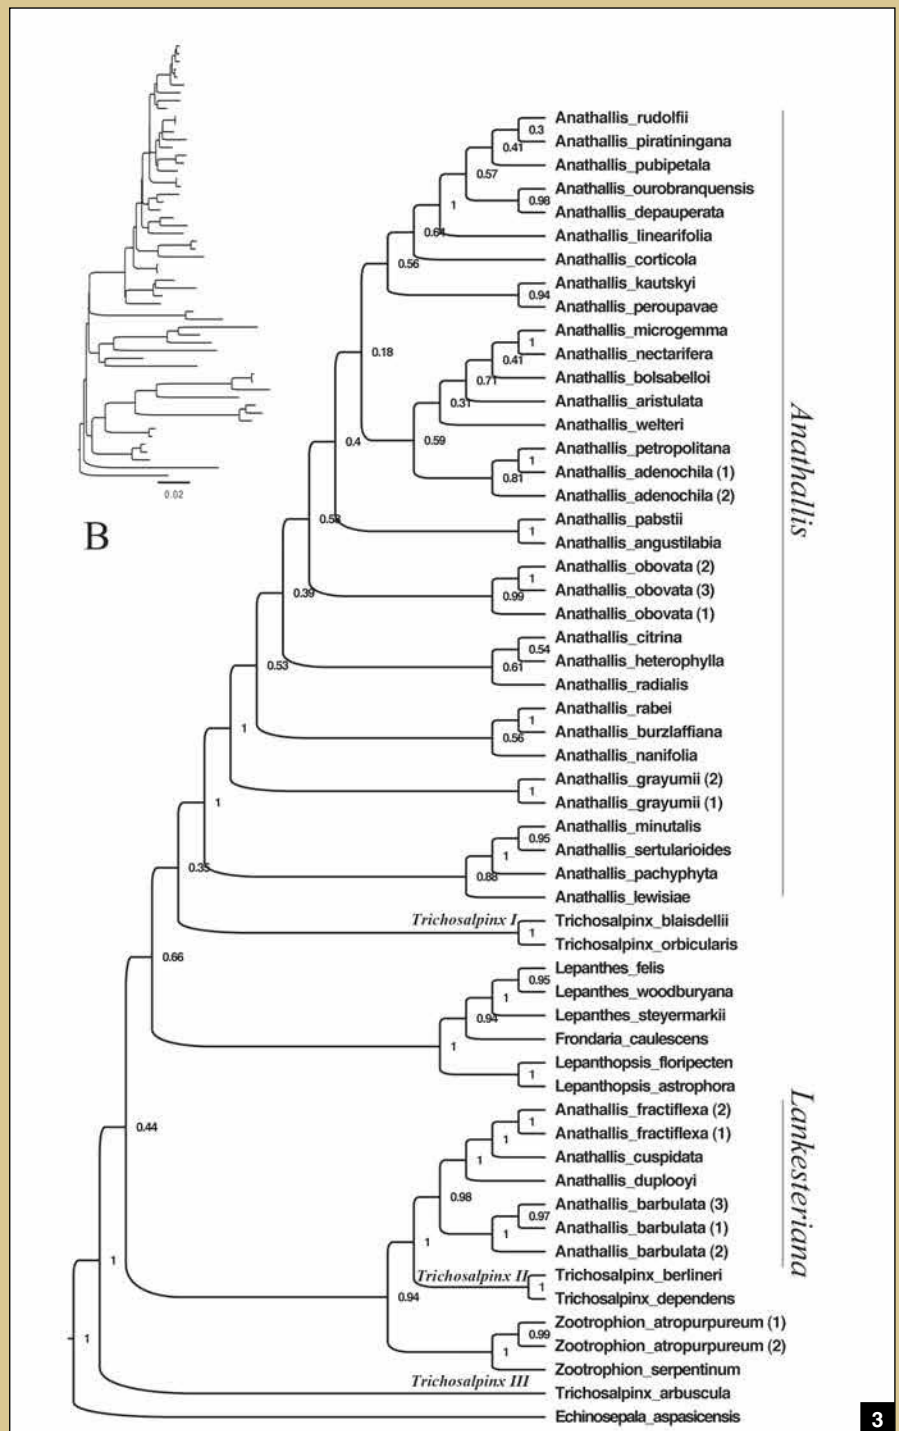 Anathallis_rudolfii
0.3
Anathallis_piratiningana
0.41
Anathallis_pubipetala
0.57
Anathallis_ourobranquensis
0.98
1
Anathallis_depauperata
0.64
Anathallis_linearifolia
Anathallis_corticola
0.56
Anathallis_kautskyi
0.94
Anathallis_peroupavae
Anathallis_microgemma
1
0.18
Anathallis_nectarifera
0.41
Anathallis_bolsabelloi
0.71
Anathallis_aristulata
0.31
Anathallis_welteri
0.4
0.59
Anathallis_petropolitana
1
Anathallis_adenochila (1)
0.81
Anathallis_adenochila (2)
0.02
Anathallis_pabstii
0.58
1
B
Anathallis_angustilabia
Anathallis_obovata (2)
1
Anathallis_obovata (3)
0.39
0.99
Anathallis_obovata (1)
Anathallis_citrina
0.54
Anathallis_heterophylla
0.53
0.61
Anathallis_radialis
Anathallis_rabei
1
1
Anathallis_burzlaffiana
0.56
Anathallis_nanifolia
Anathallis_grayumii (2)
1
1
Anathallis_grayumii (1)
Anathallis_minutalis
0.95
Anathallis_sertularioides
1
0.35
Anathallis_pachyphyta
0.88
Anathallis_lewisiae
Anathallis
Trichosalpinx I
Trichosalpinx_blaisdellii
1
Trichosalpinx_orbicularis
0.66
Lepanthes_felis
0.95
Lepanthes_woodburyana
1
Lepanthes_steyermarkii
0.94
Frondaria_caulescens
1
Lepanthopsis_floripecten
1
Lepanthopsis_astrophora
Anathallis_fractiflexa (2)
1
0.44
Anathallis_fractiflexa (1)
1
Anathallis_cuspidata
1
Anathallis_duplooyi
0.98
Anathallis_barbulata (3)
0.97
Anathallis_barbulata (1)
1
1
Anathallis_barbulata (2)
Lankesteriana
1
Trichosalpinx II
Trichosalpinx_berlineri
1
0.94
Trichosalpinx_dependens
Zootrophion_atropurpureum (1)
0.99
1
Zootrophion_atropurpureum (2)
1
Zootrophion_serpentinum
Trichosalpinx III
Trichosalpinx_arbuscula
Echinosepala_aspasicensis
3